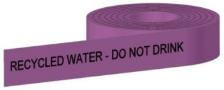 RECYCLED WATER - DO NOT DRINK